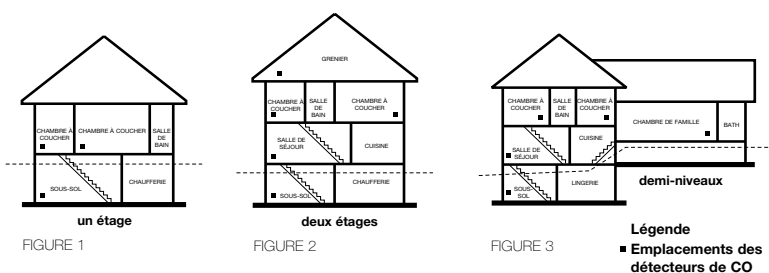 CHAMBRE À
COUCHER
CHAMBRE À COUCHER
SALLE
DE
BAIN
SOUS-SOL
CHAUFFERIE
un étage
FIGURE 1
GRENIER
CHAMBRE À
COUCHER
SALLE
DE
BAIN
CHAMBRE À
COUCHER
SALLE DE
SÉJOUR
CUISINE
SOUS-SOL
CHAUFFERIE
deux étages
FIGURE 2
CHAMBRE À
COUCHER
SALLE
DE
BAIN
CHAMBRE À
COUCHER
SALLE DE
SÉJOUR
CUISINE
CHAMBRE DE FAMILLE
BATH
SOUS-
SOL
LINGERIE
demi-niveaux
FIGURE 3
Légende
Emplacements des
détecteurs de CO